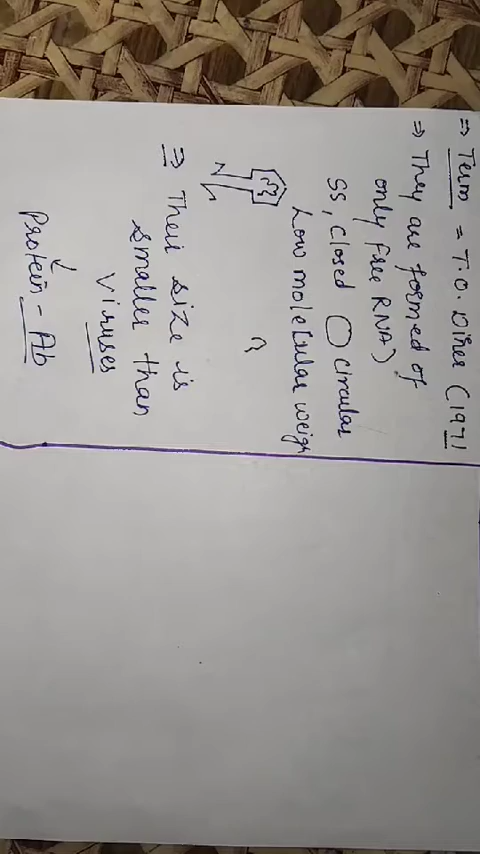 ⇒ Term = T.O. Diner (1971
⇒ They are formed of
only free RNA)
SS, Closed circular
Low molecular weigh
⇒ Their size is
smaller than
viruses
Protein - Ab